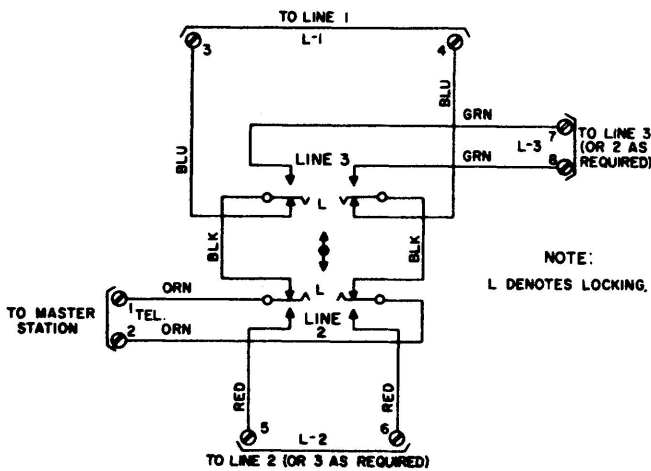 TO LINE 1
L-1
3
4
BLU
BLU
GRN
7
TO LINE 3
(OR 2 AS
REQUIRED)
L-3
GRN
8
LINE 3
L
BLK
BLK
NOTE:
L DENOTES LOCKING.
ORN
L
TO MASTER
STATION
1
TEL.
2
ORN
LINE
2
RED
RED
5
6
L-2
TO LINE 2 (OR 3 AS REQUIRED)